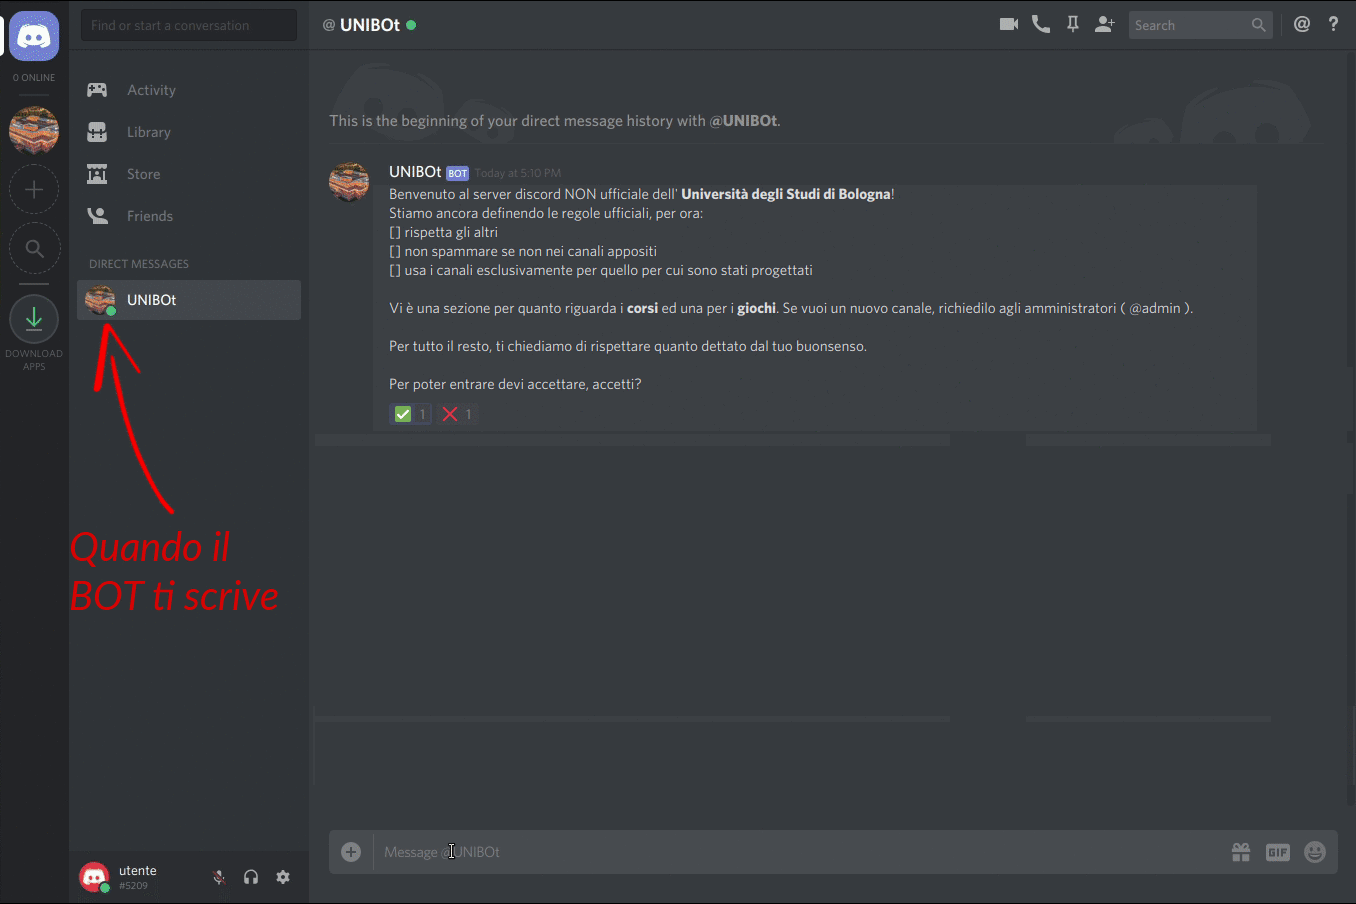 Find or start a conversation
@ UNIBOt
Search
@
?
0 ONLINE
Activity
Library
Store
Friends
DIRECT MESSAGES
UNIBOt
DOWNLOAD
APPS
This is the beginning of your direct message history with @UNIBOt.
UNIBOt BOT Today at 5:10 PM
Benvenuto al server discord NON ufficiale dell' Università degli Studi di Bologna!
Stiamo ancora definendo le regole ufficiali, per ora:
[] rispetta gli altri
[] non spammare se non nei canali appositi
[] usa i canali esclusivamente per quello per cui sono stati progettati
Vi è una sezione per quanto riguarda i corsi ed una per i giochi. Se vuoi un nuovo canale, richiedilo agli amministratori ( @admin ).
Per tutto il resto, ti chiediamo di rispettare quanto dettato dal tuo buonsenso.
Per poter entrare devi accettare, accetti?
1 1
Quando il
BOT ti scrive
Message @UNIBOt
GIF
utente
#5209